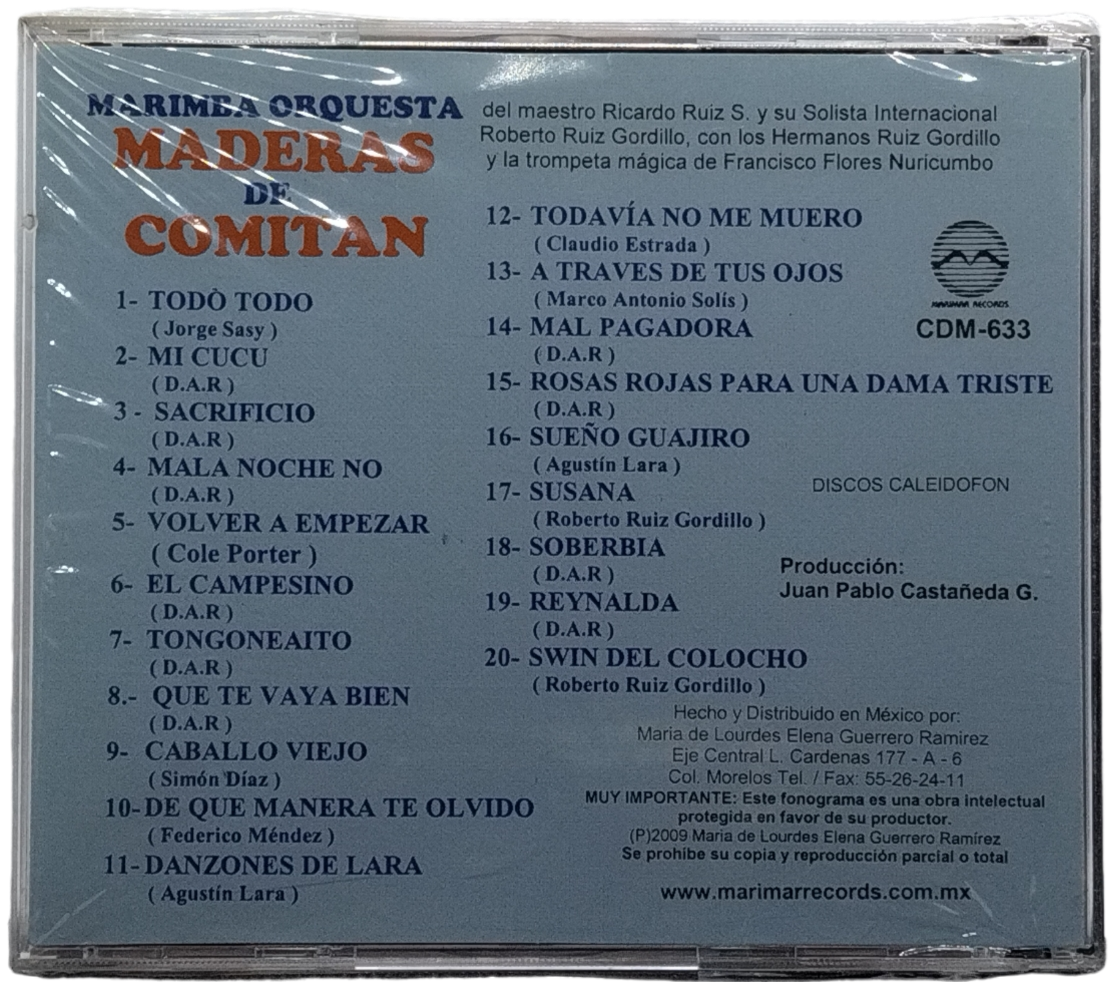 MARIMBA ORQUESTA
MADERAS
DE
COMITAN
del maestro Ricardo Ruiz S. y su Solista Internacional
Roberto Ruiz Gordillo, con los Hermanos Ruiz Gordillo
y la trompeta mágica de Francisco Flores Nuricumbo
1- TODÒ TODO
( Jorge Sasy )
2- MI CUCU
( D.A.R )
3 - SACRIFICIO
( D.A.R )
4- MALA NOCHE NO
( D.A.R )
5- VOLVER A EMPEZAR
( Cole Porter )
6- EL CAMPESINO
( D.A.R )
7- TONGONEAITO
( D.A.R )
8.- QUE TE VAYA BIEN
( D.A.R )
9- CABALLO VIEJO
( Simón Díaz )
10- DE QUE MANERA TE OLVIDO
( Federico Méndez )
11- DANZONES DE LARA
( Agustín Lara )
12- TODAVÍA NO ME MUERO
( Claudio Estrada )
13- A TRAVES DE TUS OJOS
( Marco Antonio Solís )
14- MAL PAGADORA
( D.A.R )
15- ROSAS ROJAS PARA UNA DAMA TRISTE
( D.A.R )
16- SUEÑO GUAJIRO
( Agustín Lara )
17- SUSANA
( Roberto Ruiz Gordillo )
18- SOBERBIA
( D.A.R )
19- REYNALDA
( D.A.R )
20- SWIN DEL COLOCHO
( Roberto Ruiz Gordillo )
MARIMAR RECORDS
CDM-633
DISCOS CALEIDOFON
Producción:
Juan Pablo Castañeda G.
Hecho y Distribuido en México por:
Maria de Lourdes Elena Guerrero Ramirez
Eje Central L. Cardenas 177 - A - 6
Col. Morelos Tel. / Fax: 55-26-24-11
MUY IMPORTANTE: Este fonograma es una obra intelectual
protegida en favor de su productor.
(P)2009 Maria de Lourdes Elena Guerrero Ramírez
Se prohibe su copia y reproducción parcial o total
www.marimarrecords.com.mx